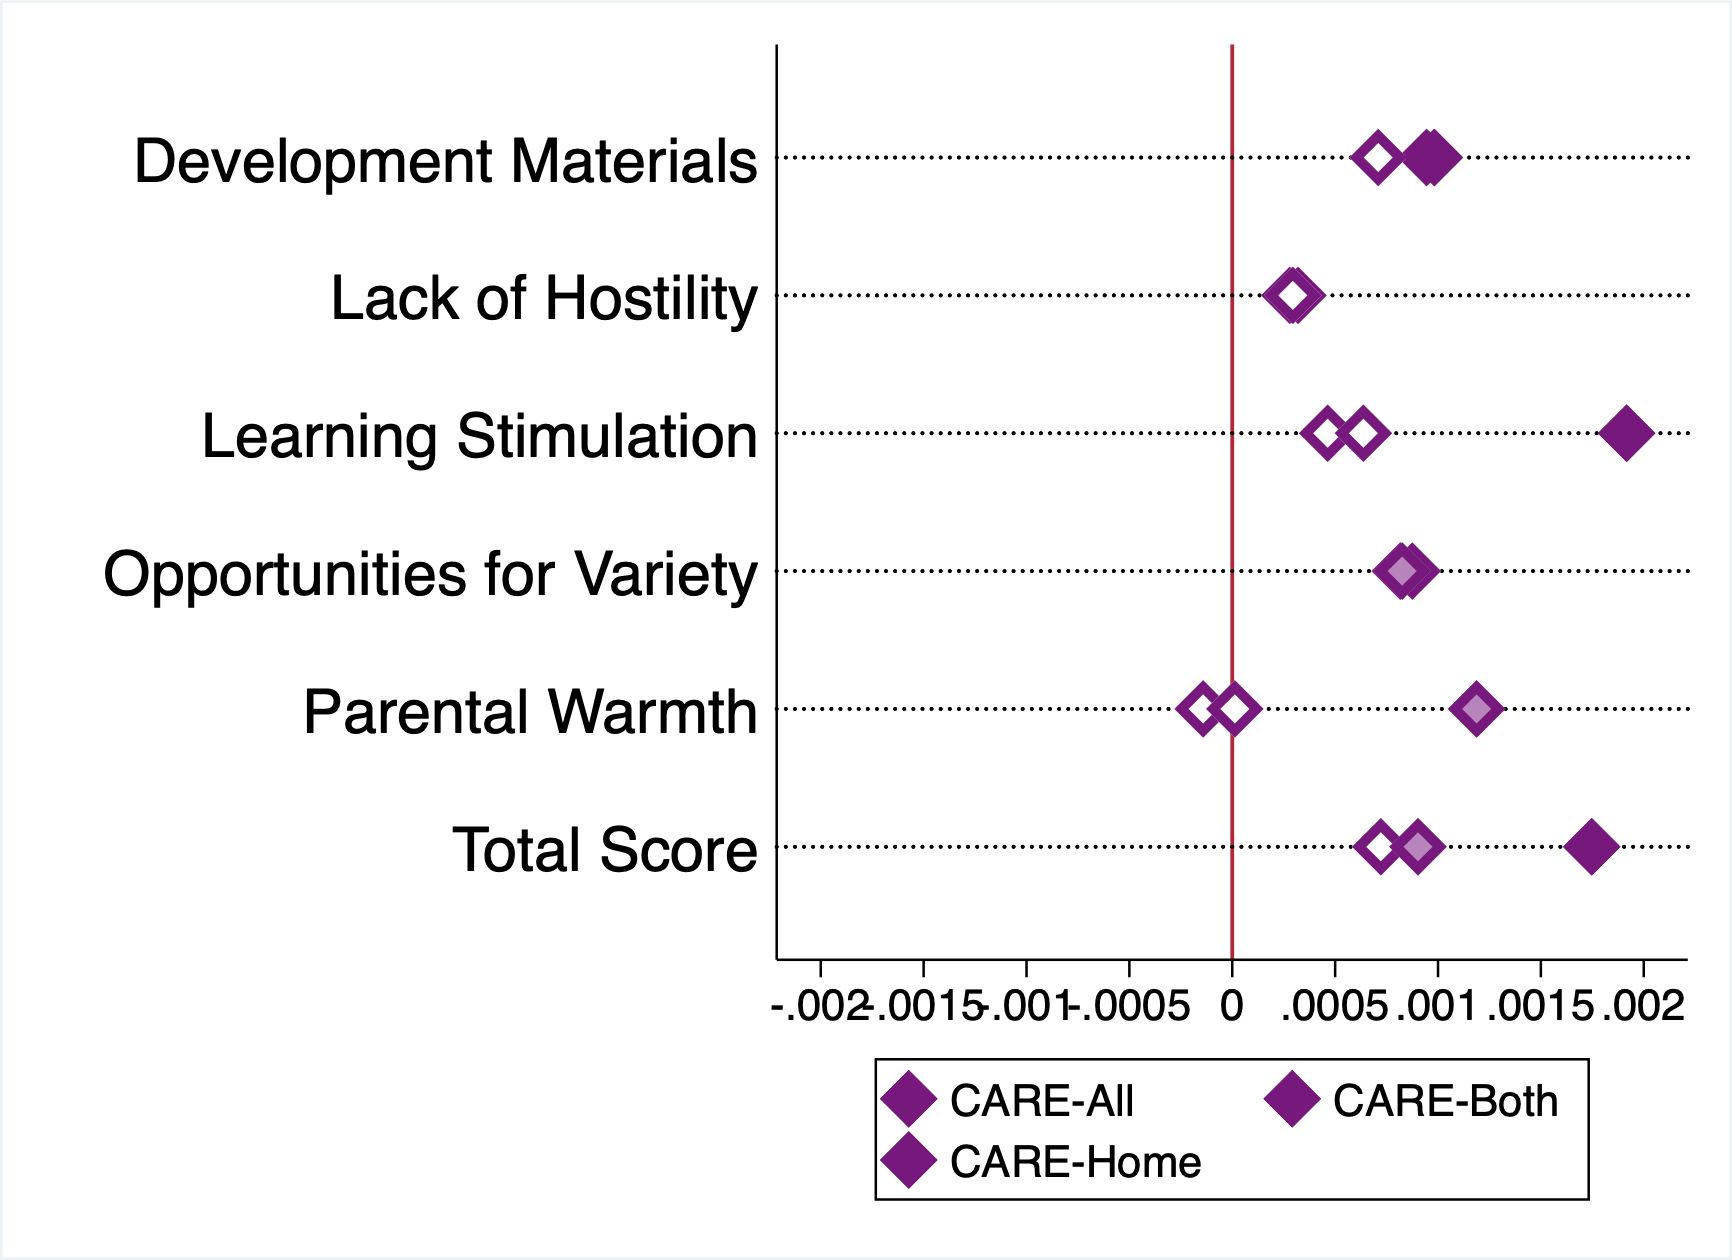 Development Materials
Lack of Hostility
Learning Stimulation
Opportunities for Variety
Parental Warmth
Total Score
-.002 -.0015 -.001 -.0005 0 .0005 .001 .0015 .002
CARE-All CARE-Both
CARE-Home